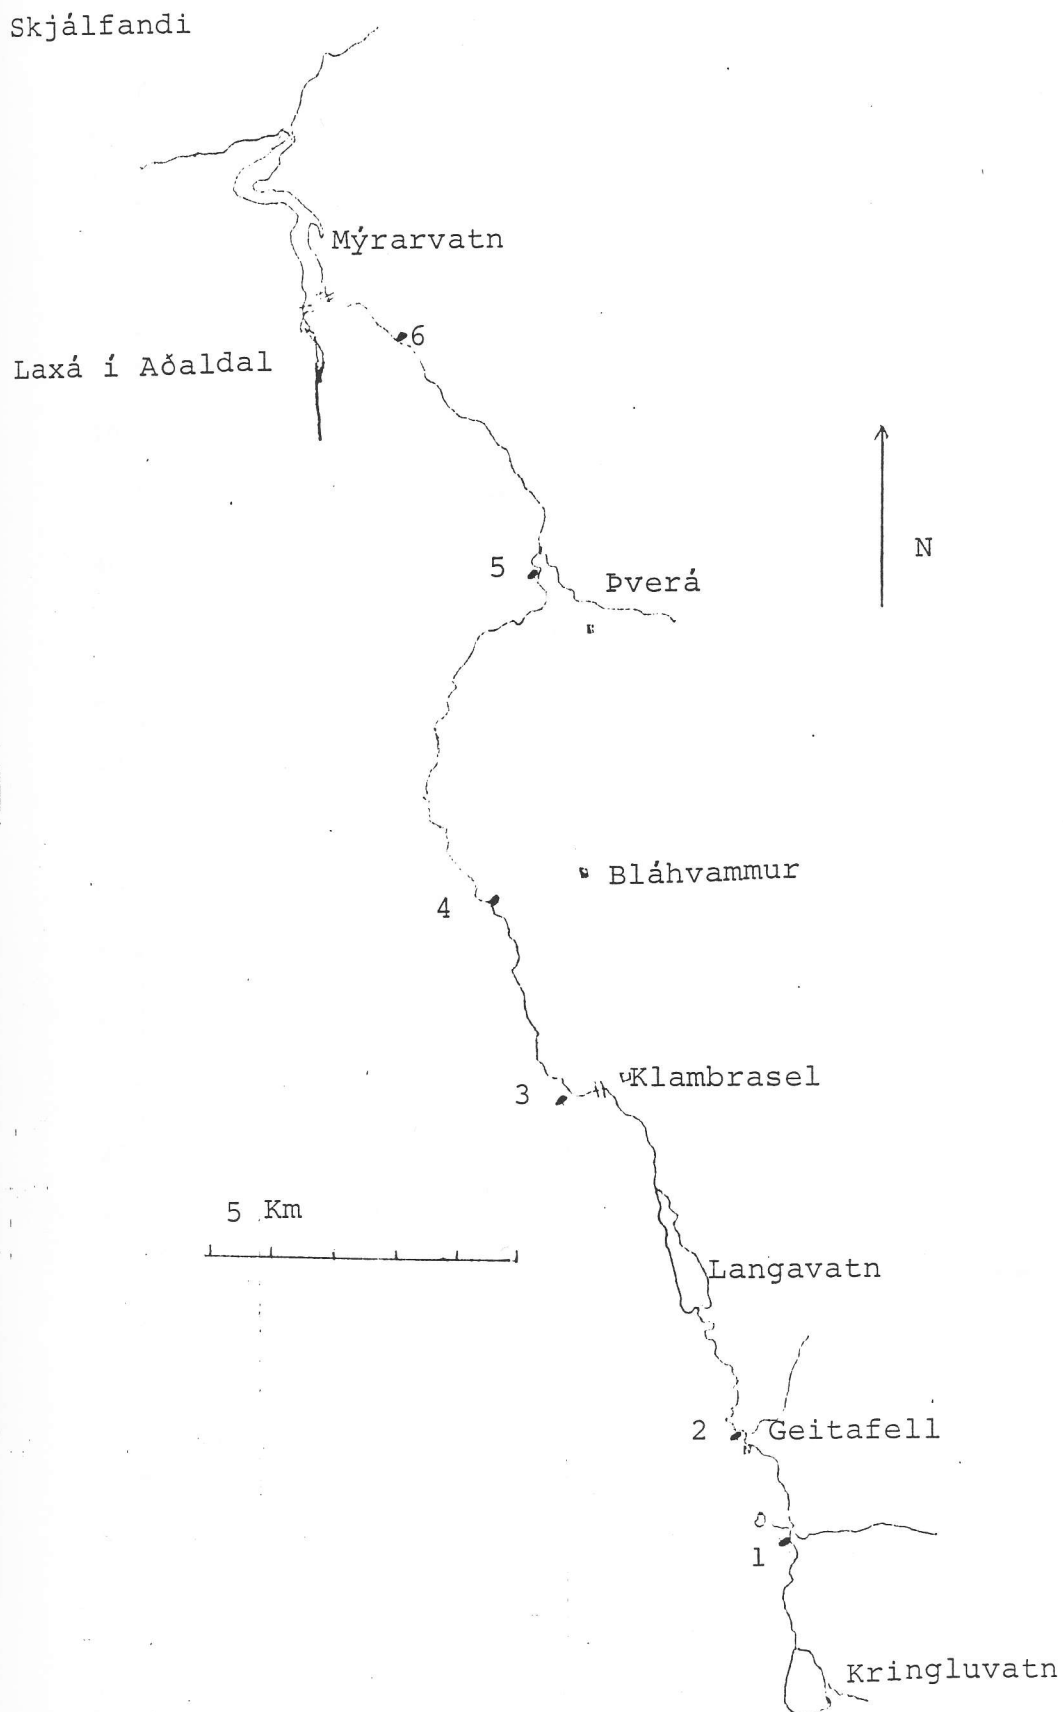 Skjálfandi
Mýrarvatn
6
Laxá í Aðaldal
N
5
Þverá
Bláhvammur
4
Klambrasel
3
5 Km
Langavatn
2
Geitafell
1
Kringluvatn